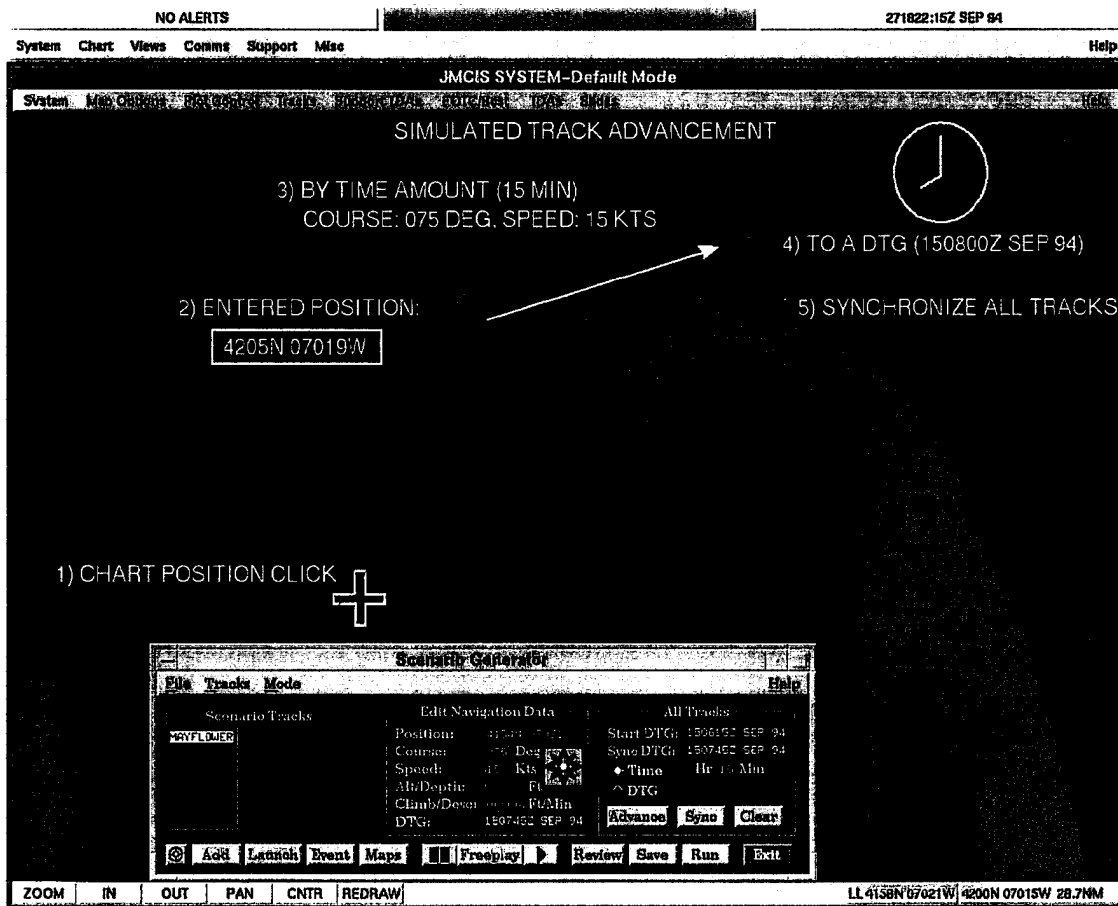 NO ALERTS 271822:15Z SEP 94
System Chart Views Comms Support Misc Help
JMCIS SYSTEM-Default Mode
System Map Options Tracks Help
SIMULATED TRACK ADVANCEMENT
3) BY TIME AMOUNT (15 MIN)
COURSE: 075 DEG, SPEED: 15 KTS
4) TO A DTG (150800Z SEP 94)
2) ENTERED POSITION:
5) SYNCHRONIZE ALL TRACKS
4205N 07019W
1) CHART POSITION CLICK
Scenario Generator
File Tracks Mode Help
Scenario Tracks Edit Navigation Data All Tracks
MAYFLOWER Position: Start DTG: 150615Z SEP 94
Course: Deg Sync DTG: 150745Z SEP 94
Speed: Kts Time Hr Min
Alt/Depth: Ft DTG
Climb/Desc: Ft/Min
DTG: 150745Z SEP 94 Advance Sync Clear
Add Launch Event Maps Freeplay Review Save Run Exit
ZOOM IN OUT PAN CNTR REDRAW LL 4158N 07021W 4200N 07015W 28.7NM